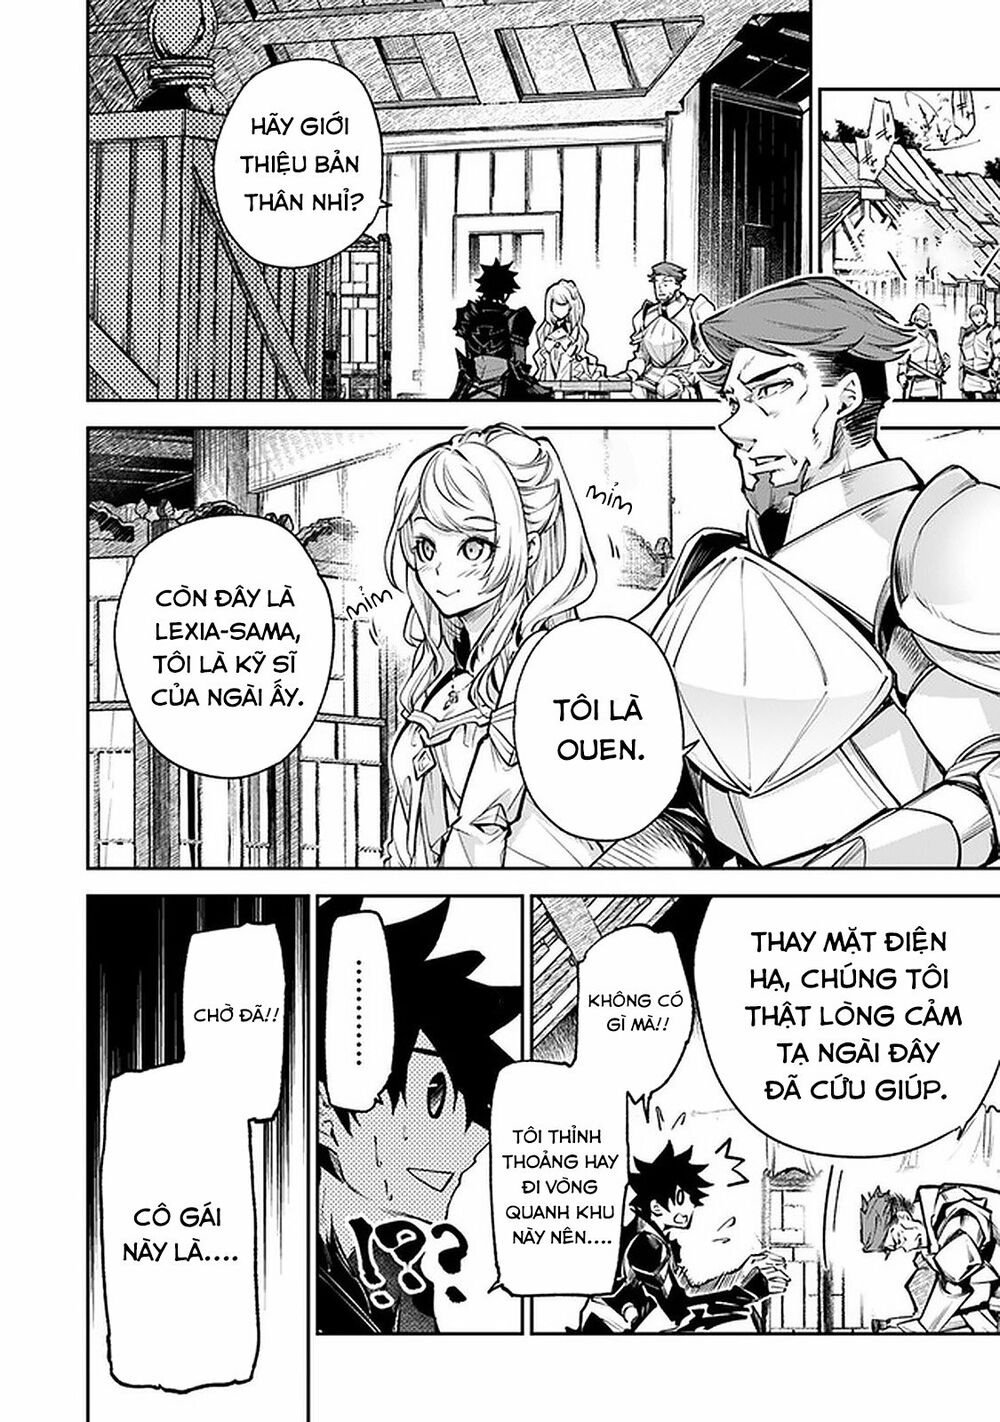 HÃY GIỚI
THIỆU BẢN
THÂN NHỈ?
MỈM
TÔI LÀ
OUEN.
MỈM
CÒN ĐÂY LÀ
LEXIA-SAMA,
TÔI LÀ KỸ SĨ
CỦA NGÀI ẤY.
THAY MẶT ĐIỆN
HẠ, CHÚNG TÔI
THẬT LÒNG CẢM
TẠ NGÀI ĐÂY
ĐÃ CỨU GIÚP.
KHÔNG CÓ
GÌ MÀ!!
TÔI THỈNH
THOẢNG HAY
ĐI VÒNG
QUANH KHU
NÀY NÊN....
..........
!???
CHỜ ĐÃ!!
CÔ GÁI
NÀY LÀ....